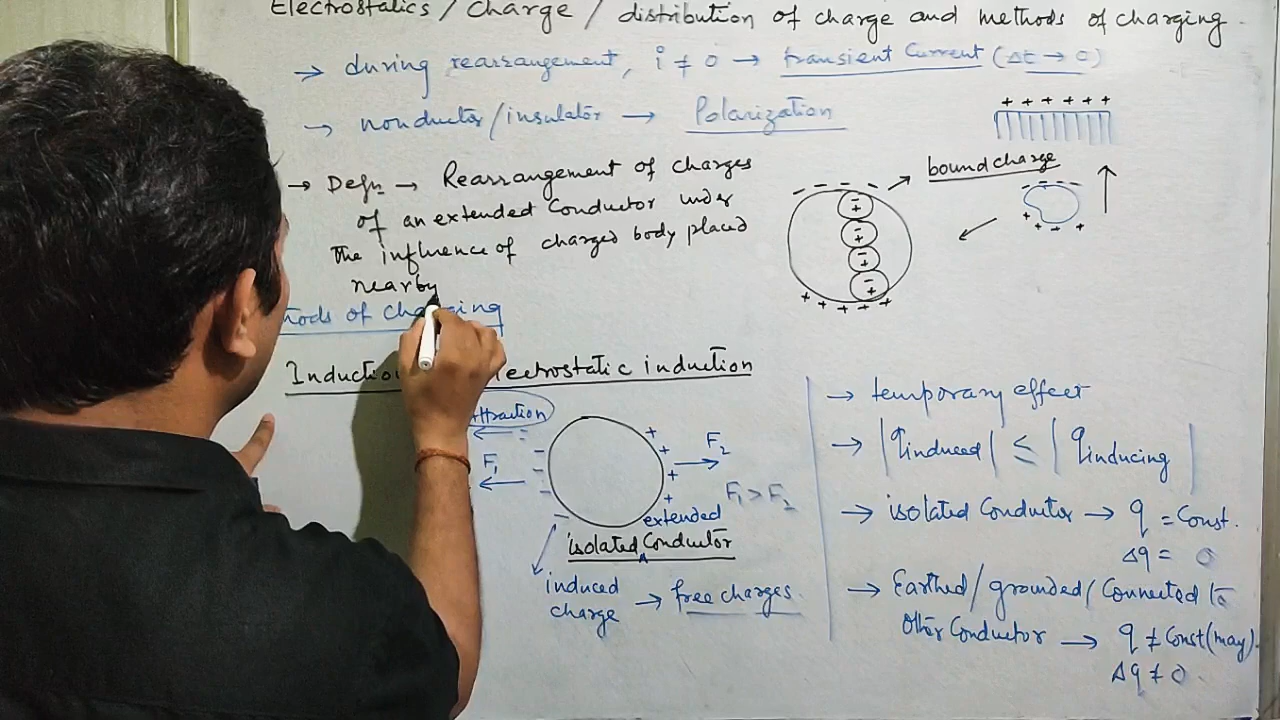 Electrostatics / Charge / distribution of charge and methods of charging.
→ during rearrangement, i ≠ 0 → transient Current (Δt → 0)
→ nonductor/insulator → Polarization
+ + + + + +
→ Defn → Rearrangement of charges
of an extended Conductor under
the influence of charged body placed
nearby
bound charge
Methods of charging
Induction Electrostatic induction
attraction
F₁
F₂
F₁ > F₂
extended
isolated Conductor
induced → free charges.
charge
→ temporary effect
→ |q induced| ≤ |q inducing|
→ isolated Conductor → q = Const.
Δq = 0
→ Earthed/grounded/Connected to
Other Conductor → q ≠ Const(may).
Δq ≠ 0